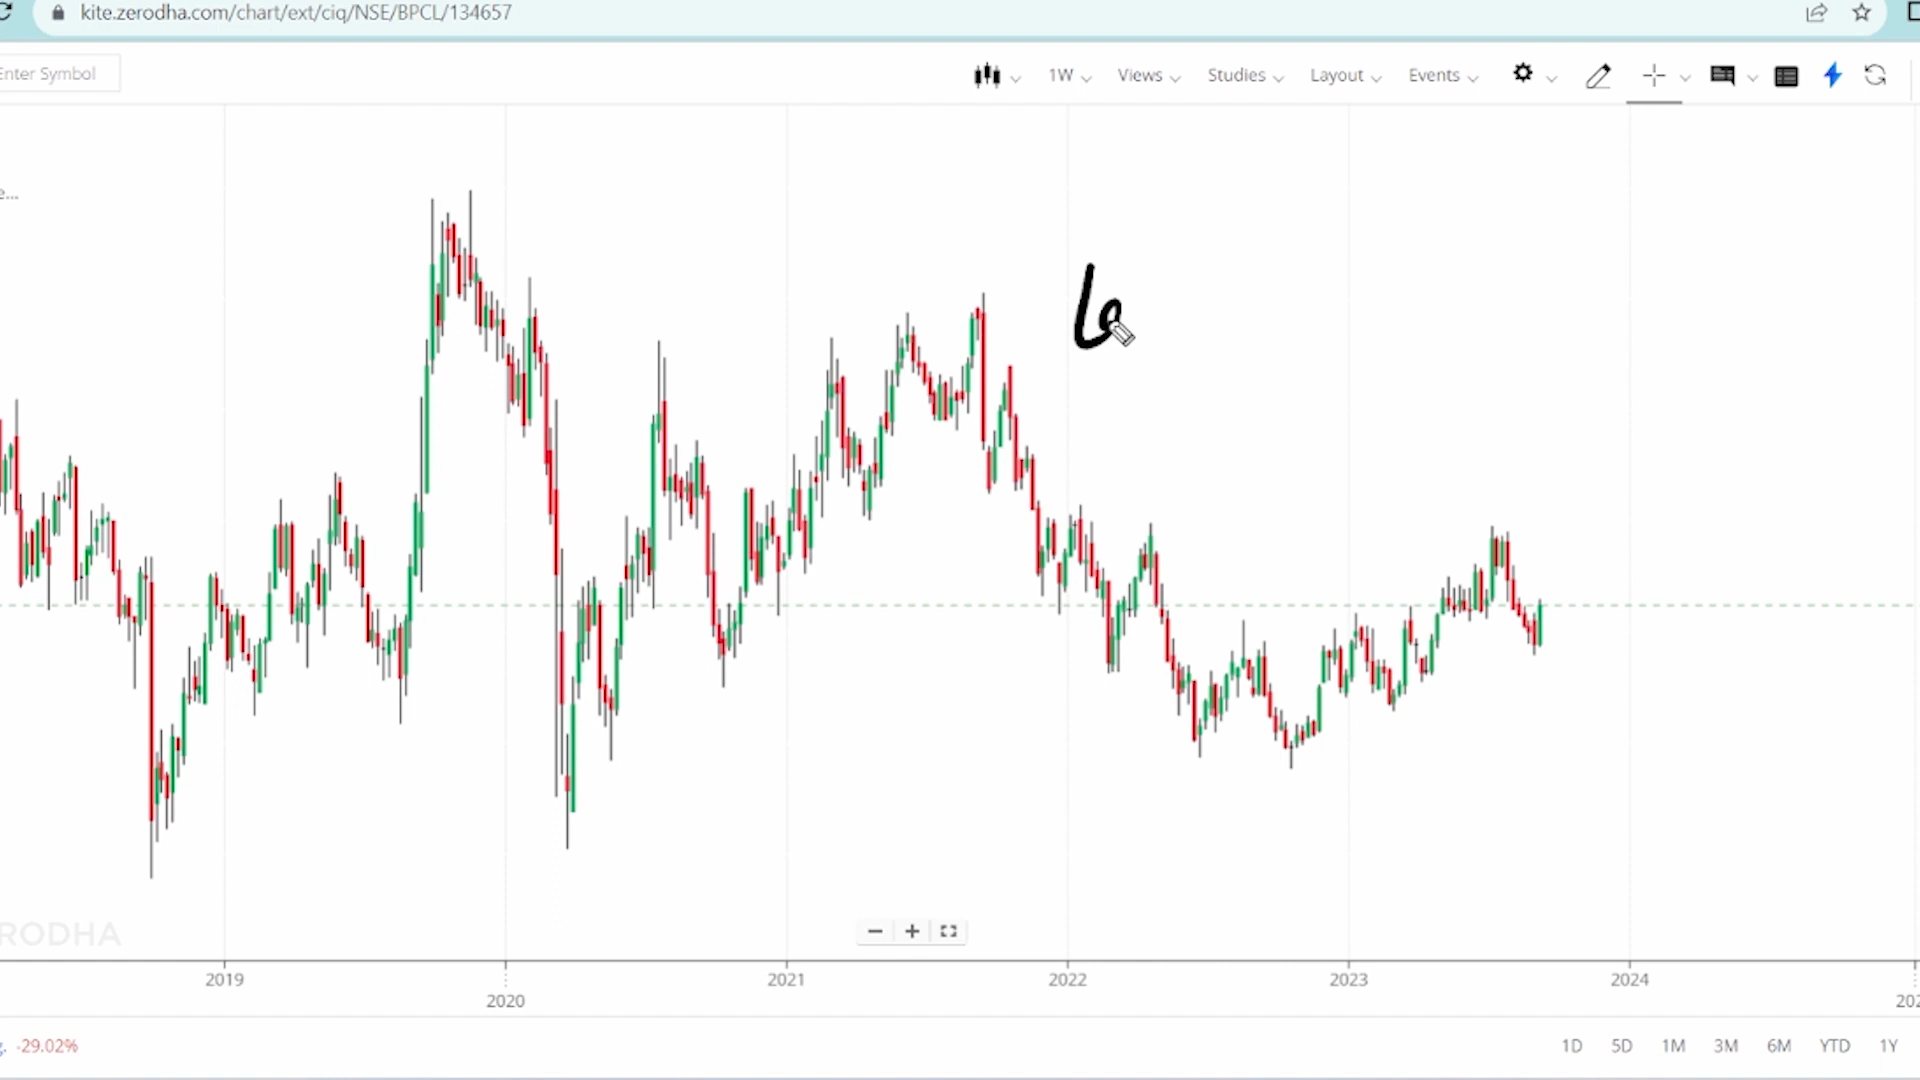 kite.zerodha.com/chart/ext/ciq/NSE/BPCL/134657
Enter Symbol
1W Views Studies Layout Events
e...
RODHA
2019 2020 2021 2022 2023 2024
-29.02%
1D 5D 1M 3M 6M YTD 1Y